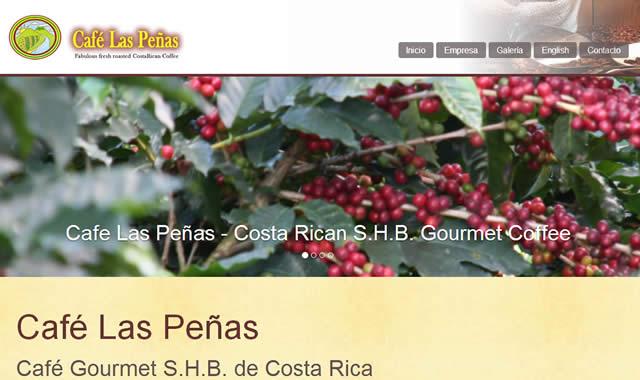 Café Las Peñas
Fabulous fresh roasted CostaRican Coffee
Inicio Empresa Galería English Contacto
Cafe Las Peñas - Costa Rican S.H.B. Gourmet Coffee
Café Las Peñas
Café Gourmet S.H.B. de Costa Rica